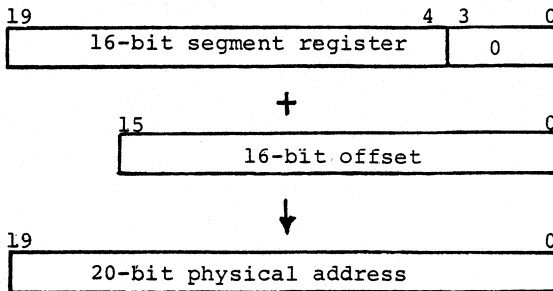 19 4 3 0
16-bit segment register 0
+
15 0
16-bit offset
19 0
20-bit physical address